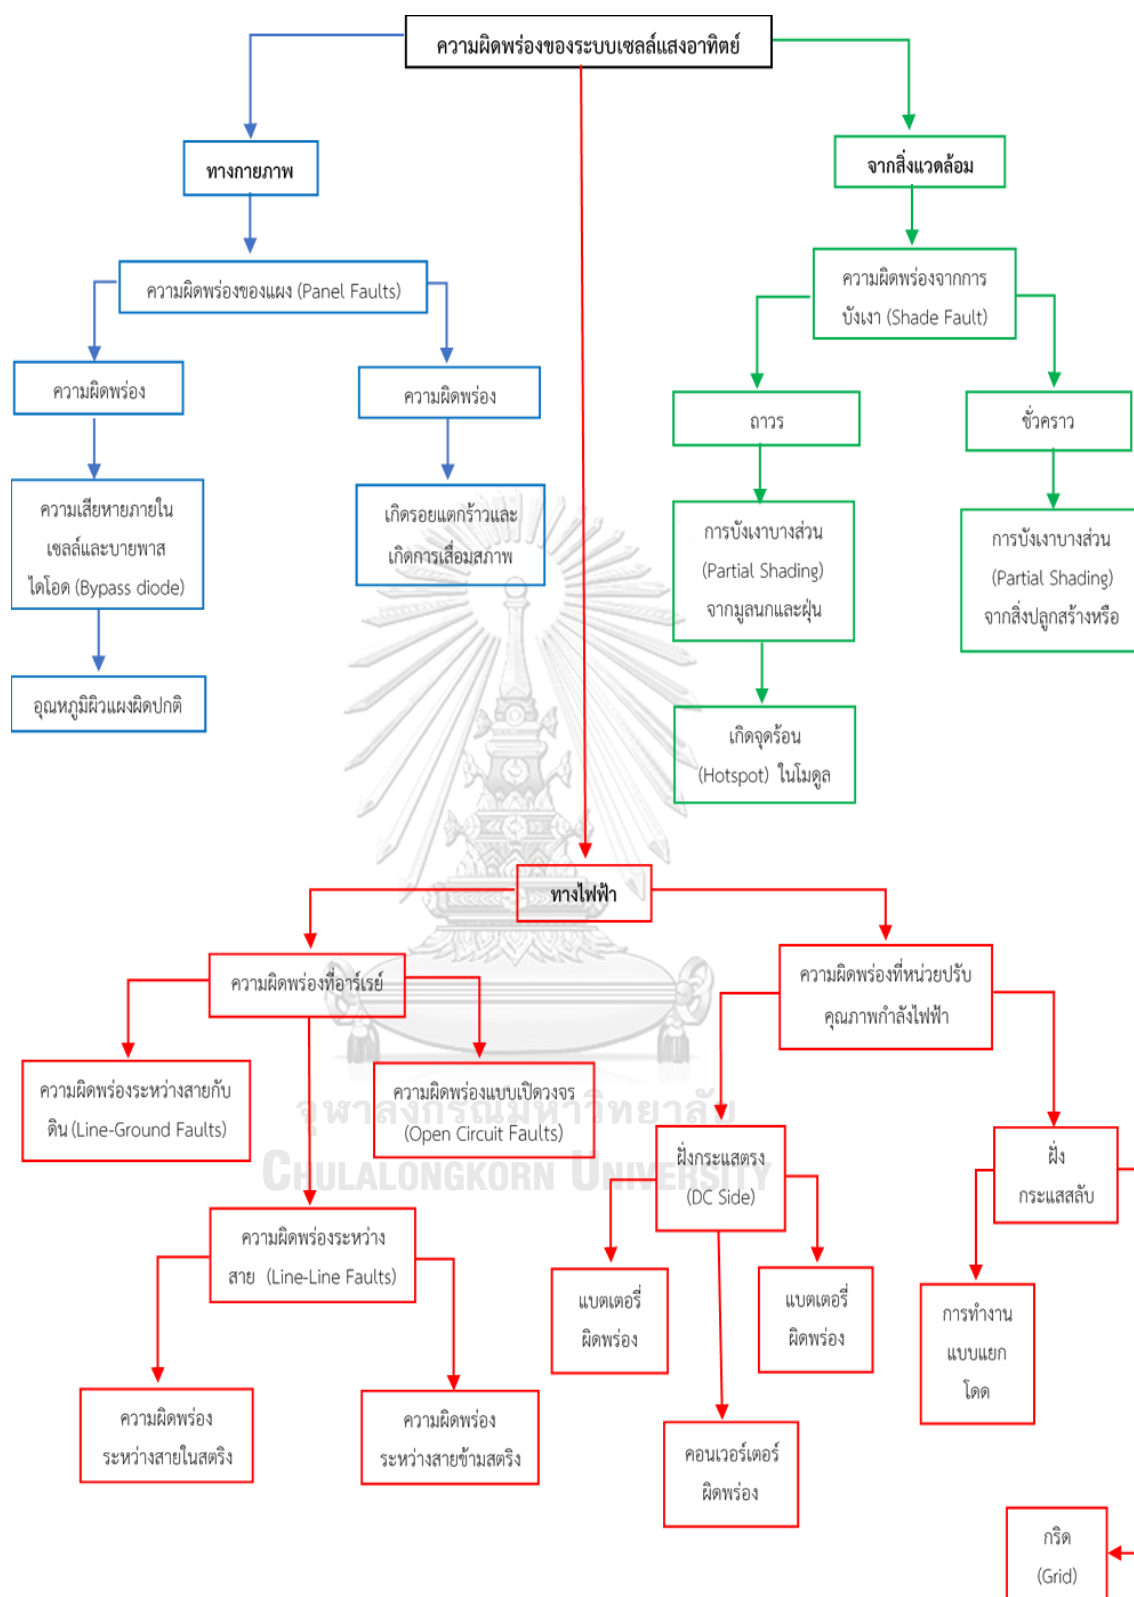 ความผิดพร่องของระบบเซลล์แสงอาทิตย์
ทางกายภาพ
จากสิ่งแวดล้อม
ความผิดพร่องของแผง (Panel Faults)
ความผิดพร่องจากการ
บังเงา (Shade Fault)
ความผิดพร่อง
ความผิดพร่อง
ถาวร
ชั่วคราว
ความเสียหายภายใน
เซลล์และบายพาส
ไดโอด (Bypass diode)
เกิดรอยแตกร้าวและ
เกิดการเสื่อมสภาพ
การบังเงาบางส่วน
(Partial Shading)
จากมูลนกและฝุ่น
การบังเงาบางส่วน
(Partial Shading)
จากสิ่งปลูกสร้างหรือ
อุณหภูมิผิวแผงผิดปกติ
เกิดจุดร้อน
(Hotspot) ในโมดูล
ทางไฟฟ้า
ความผิดพร่องที่อาร์เรย์
ความผิดพร่องที่หน่วยปรับ
คุณภาพกำลังไฟฟ้า
ความผิดพร่องระหว่างสายกับ
ดิน (Line-Ground Faults)
ความผิดพร่องแบบเปิดวงจร
(Open Circuit Faults)
จุฬาลงกรณ์มหาวิทยาลัย
CHULALONGKORN UNIVERSITY
ฝั่งกระแสตรง
(DC Side)
ฝั่ง
กระแสสลับ
ความผิดพร่องระหว่าง
สาย (Line-Line Faults)
แบตเตอรี่
ผิดพร่อง
แบตเตอรี่
ผิดพร่อง
การทำงาน
แบบแยก
โดด
ความผิดพร่อง
ระหว่างสายในสตริง
ความผิดพร่อง
ระหว่างสายข้ามสตริง
คอนเวอร์เตอร์
ผิดพร่อง
กริด
(Grid)